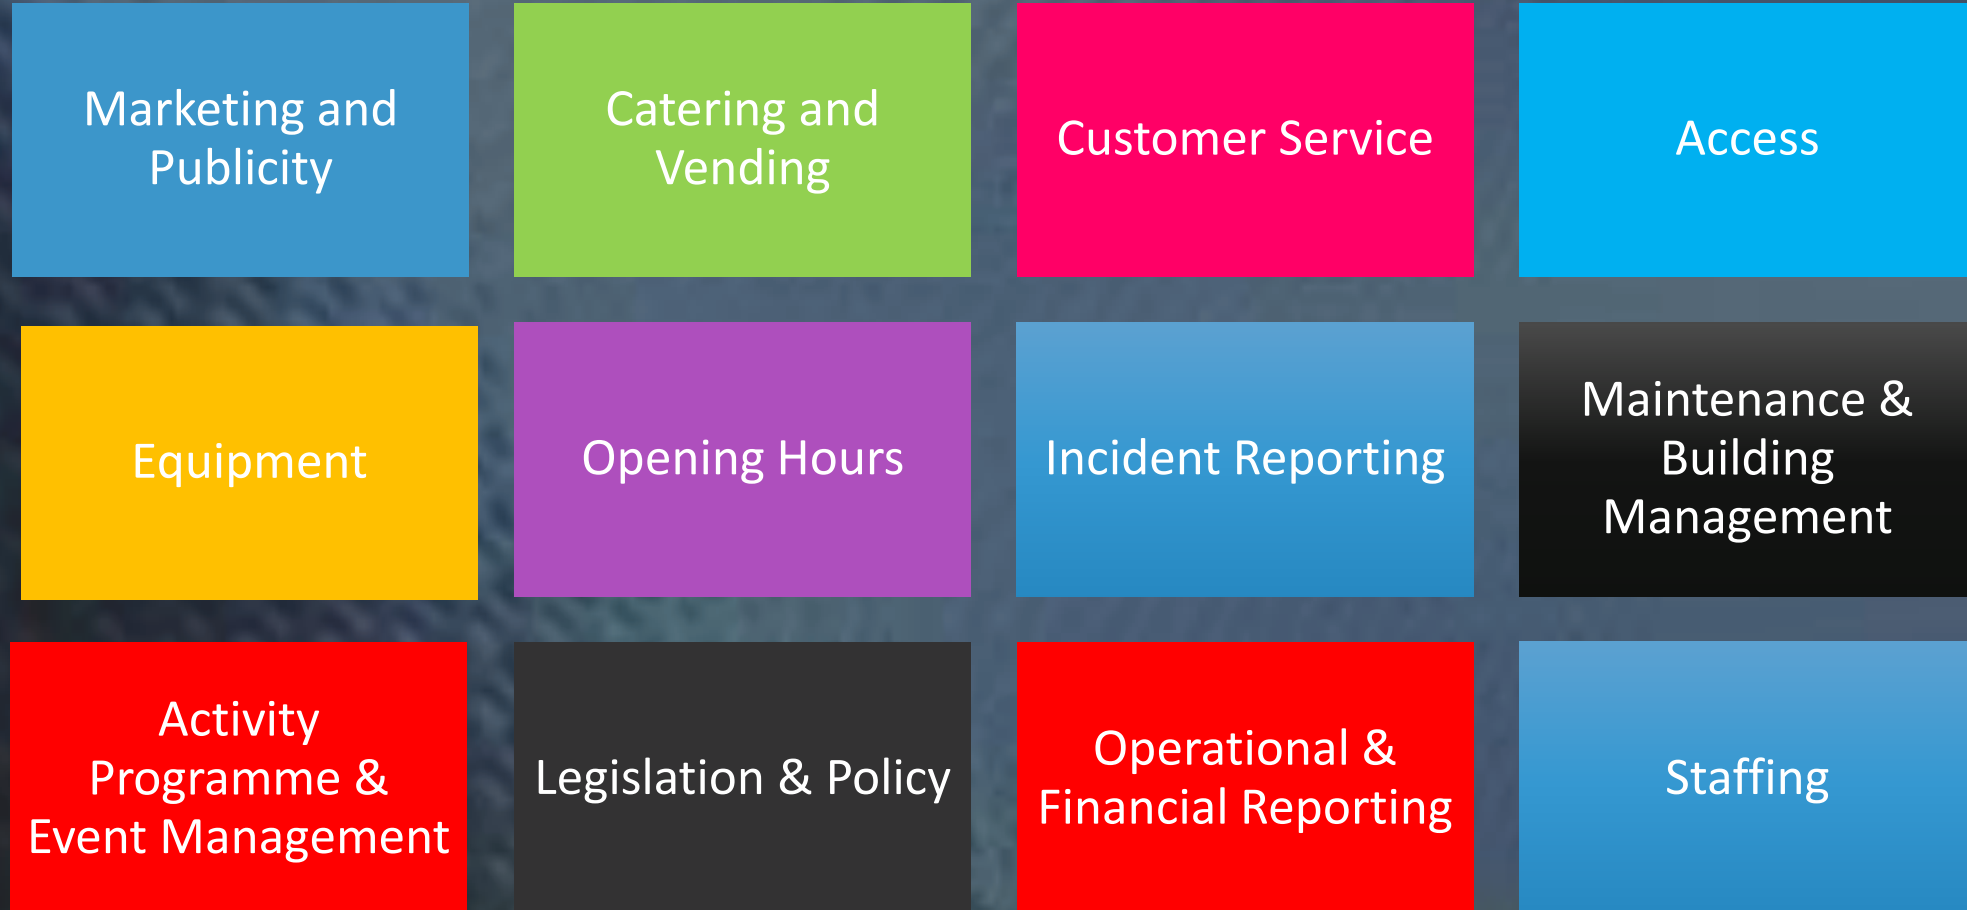 Marketing and
Publicity
Catering and
Vending
Customer Service
Access
Equipment
Opening Hours
Incident Reporting
Maintenance &
Building
Management
Activity
Programme &
Event Management
Legislation & Policy
Operational &
Financial Reporting
Staffing